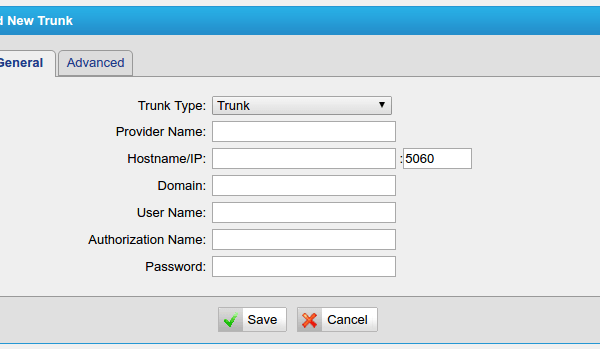 d New Trunk
General Advanced
Trunk Type: Trunk
Provider Name:
Hostname/IP: :5060
Domain:
User Name:
Authorization Name:
Password:
Save Cancel